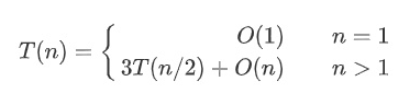 T(n) = { O(1) n = 1
3T(n/2) + O(n) n > 1